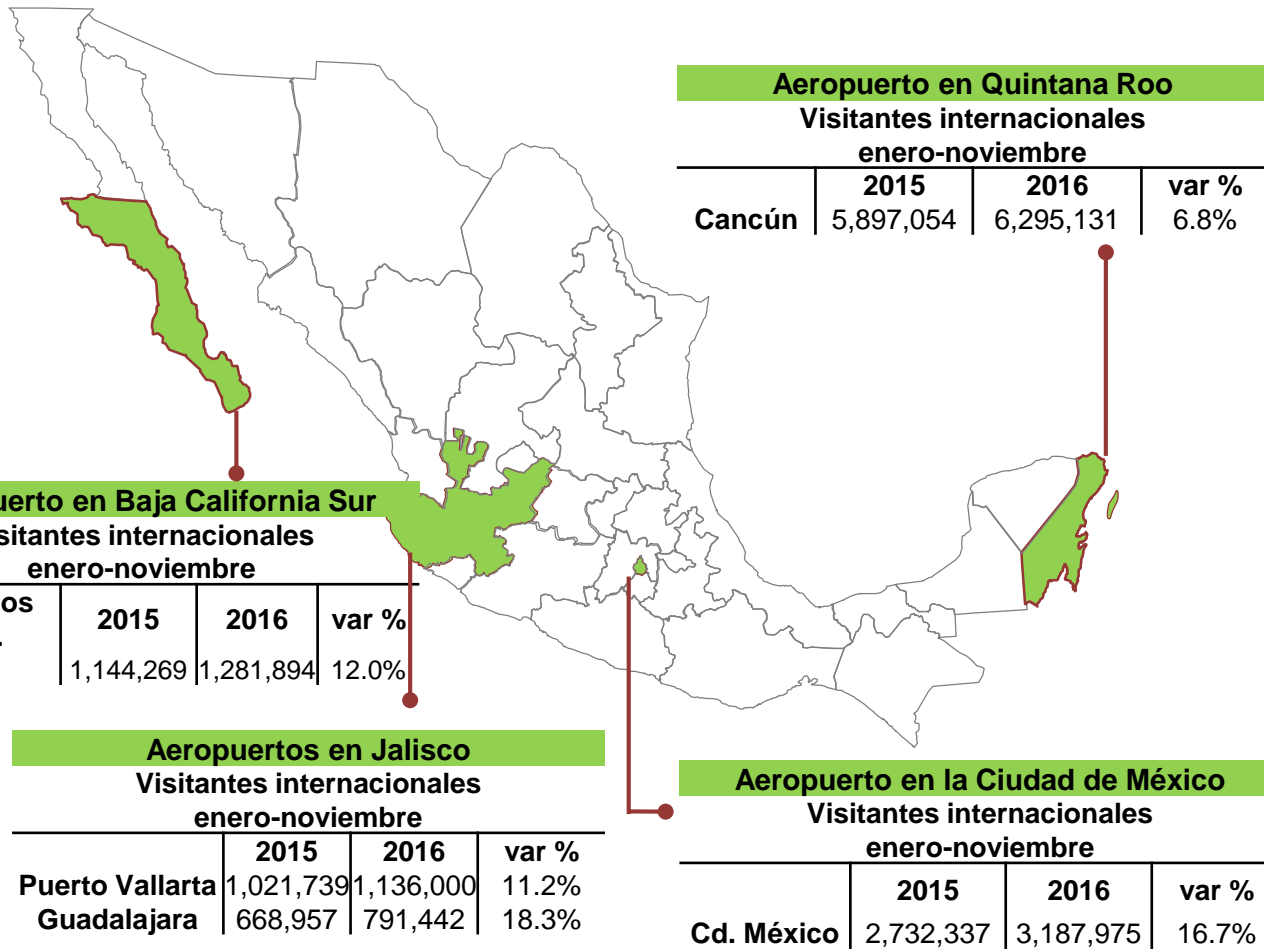 Aeropuerto en Quintana Roo
Visitantes internacionales
enero-noviembre
2015 2016 var %
Cancún 5,897,054 6,295,131 6.8%
uerto en Baja California Sur
sitantes internacionales
enero-noviembre
os 2015 2016 var %
1,144,269 1,281,894 12.0%
Aeropuertos en Jalisco
Visitantes internacionales
enero-noviembre
2015 2016 var %
Puerto Vallarta 1,021,739 1,136,000 11.2%
Guadalajara 668,957 791,442 18.3%
Aeropuerto en la Ciudad de México
Visitantes internacionales
enero-noviembre
2015 2016 var %
Cd. México 2,732,337 3,187,975 16.7%